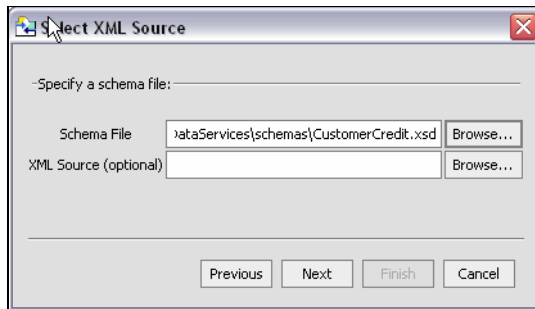 Select XML Source
Specify a schema file:
Schema File ataServices\schemas\CustomerCredit.xsd Browse...
XML Source (optional) Browse...
Previous Next Finish Cancel